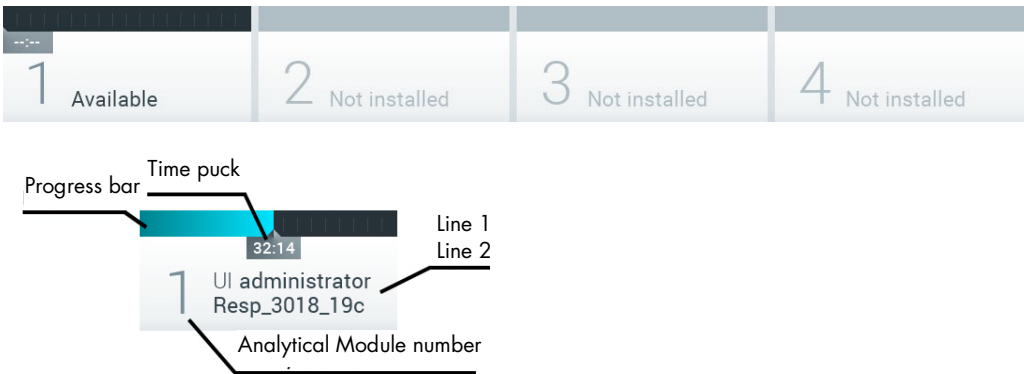 --:--
1 Available
2 Not installed
3 Not installed
4 Not installed
Time puck
Progress bar
Line 1
Line 2
32:14
1 UI administrator
Resp_3018_19c
Analytical Module number